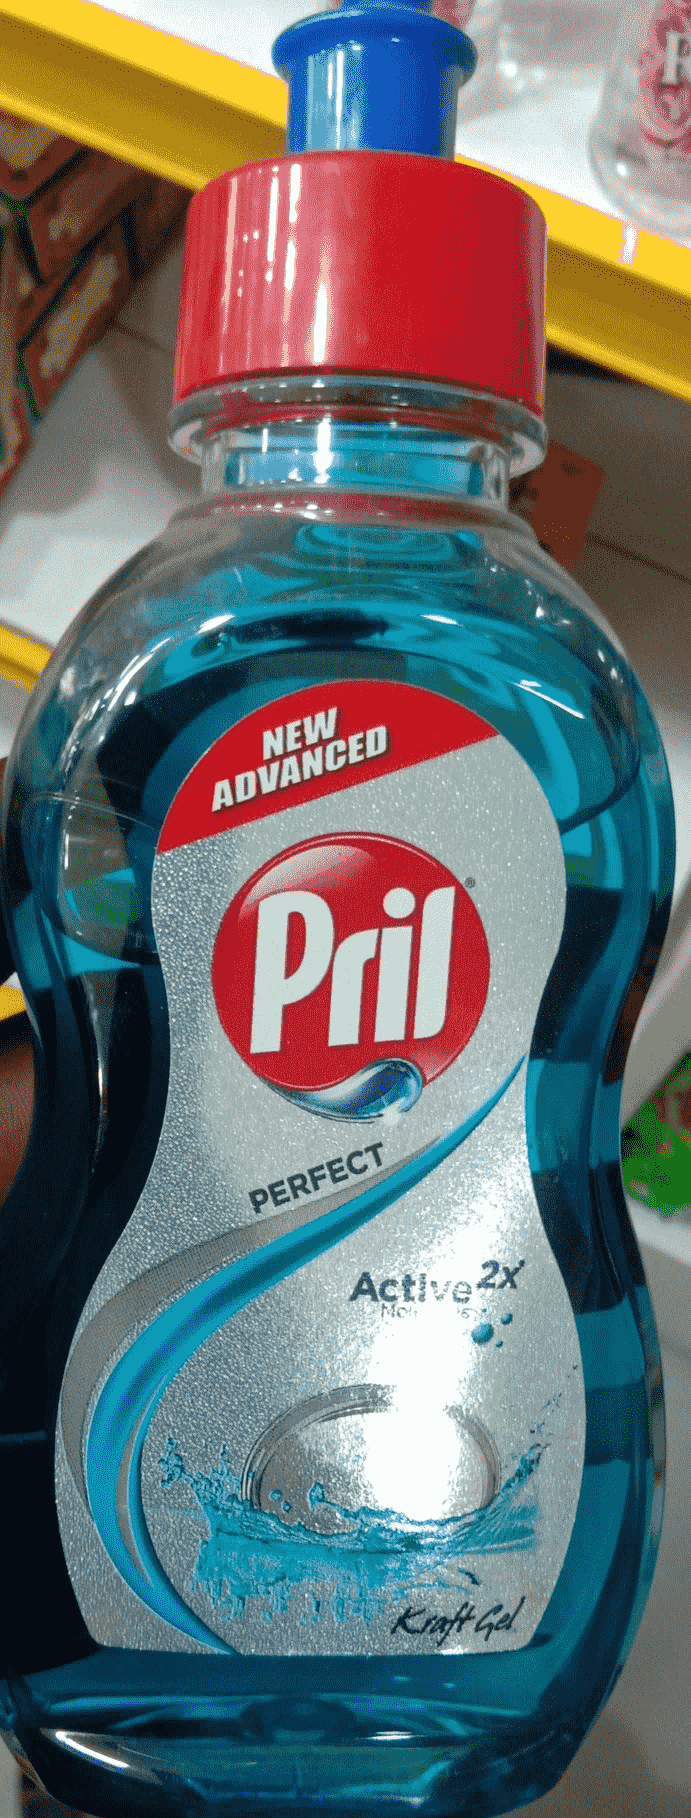 NEW
ADVANCED
Pril
®
PERFECT
Active 2x
Kraft Gel
R